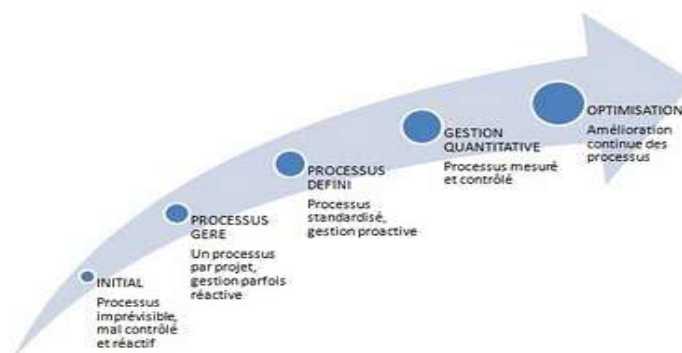 INITIAL
Processus
imprévisible,
mal contrôlé
et réactif
PROCESSUS
GERE
Un processus
par projet,
gestion parfois
réactive
PROCESSUS
DEFINI
Processus
standardisé,
gestion proactive
GESTION
QUANTITATIVE
Processus mesuré
et contrôlé
OPTIMISATION
Amélioration
continue des
processus